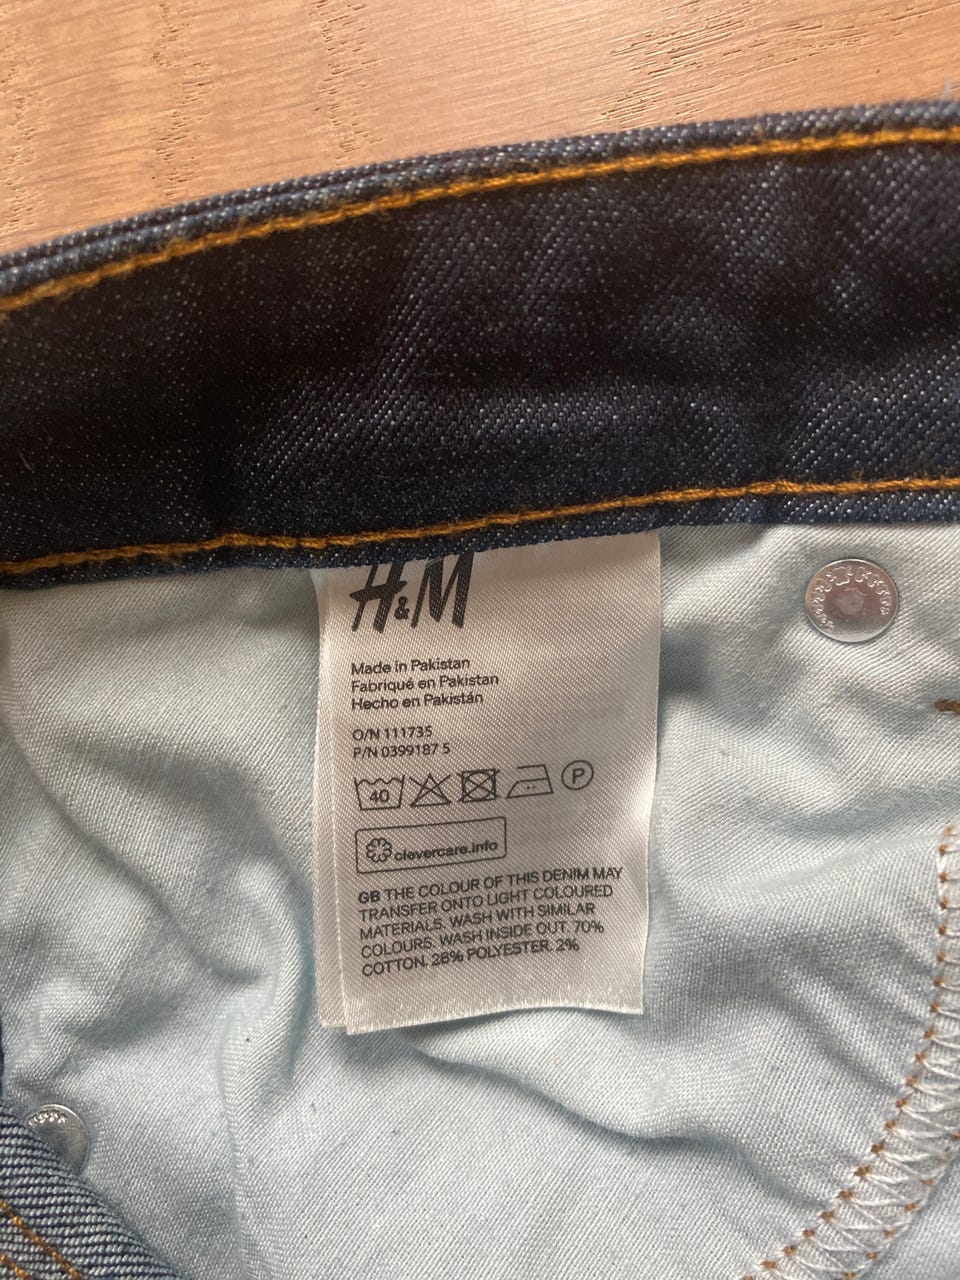 H&M
Made in Pakistan
Fabriqué en Pakistan
Hecho en Pakistán
O/N 111735
P/N 0399187 5
40 P
clevercare.info
GB THE COLOUR OF THIS DENIM MAY
TRANSFER ONTO LIGHT COLOURED
MATERIALS. WASH WITH SIMILAR
COLOURS. WASH INSIDE OUT. 70%
COTTON. 28% POLYESTER. 2%